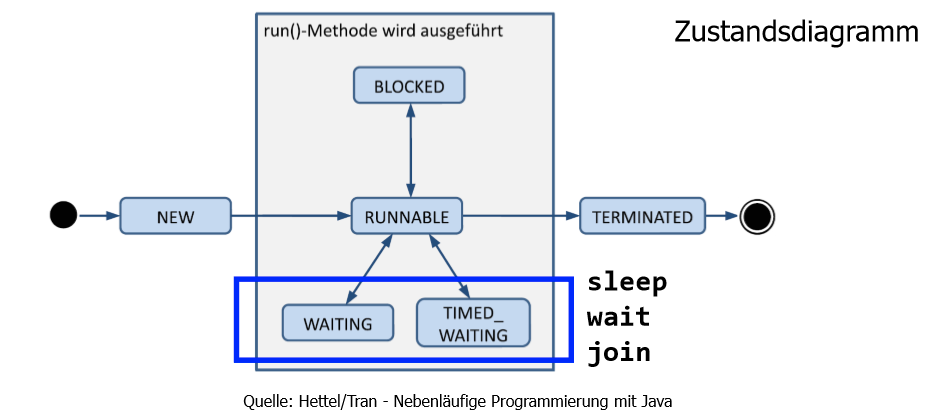 Zustandsdiagramm
run()-Methode wird ausgeführt
BLOCKED
NEW
RUNNABLE
TERMINATED
WAITING
TIMED_
WAITING
sleep
wait
join
Quelle: Hettel/Tran - Nebenläufige Programmierung mit Java